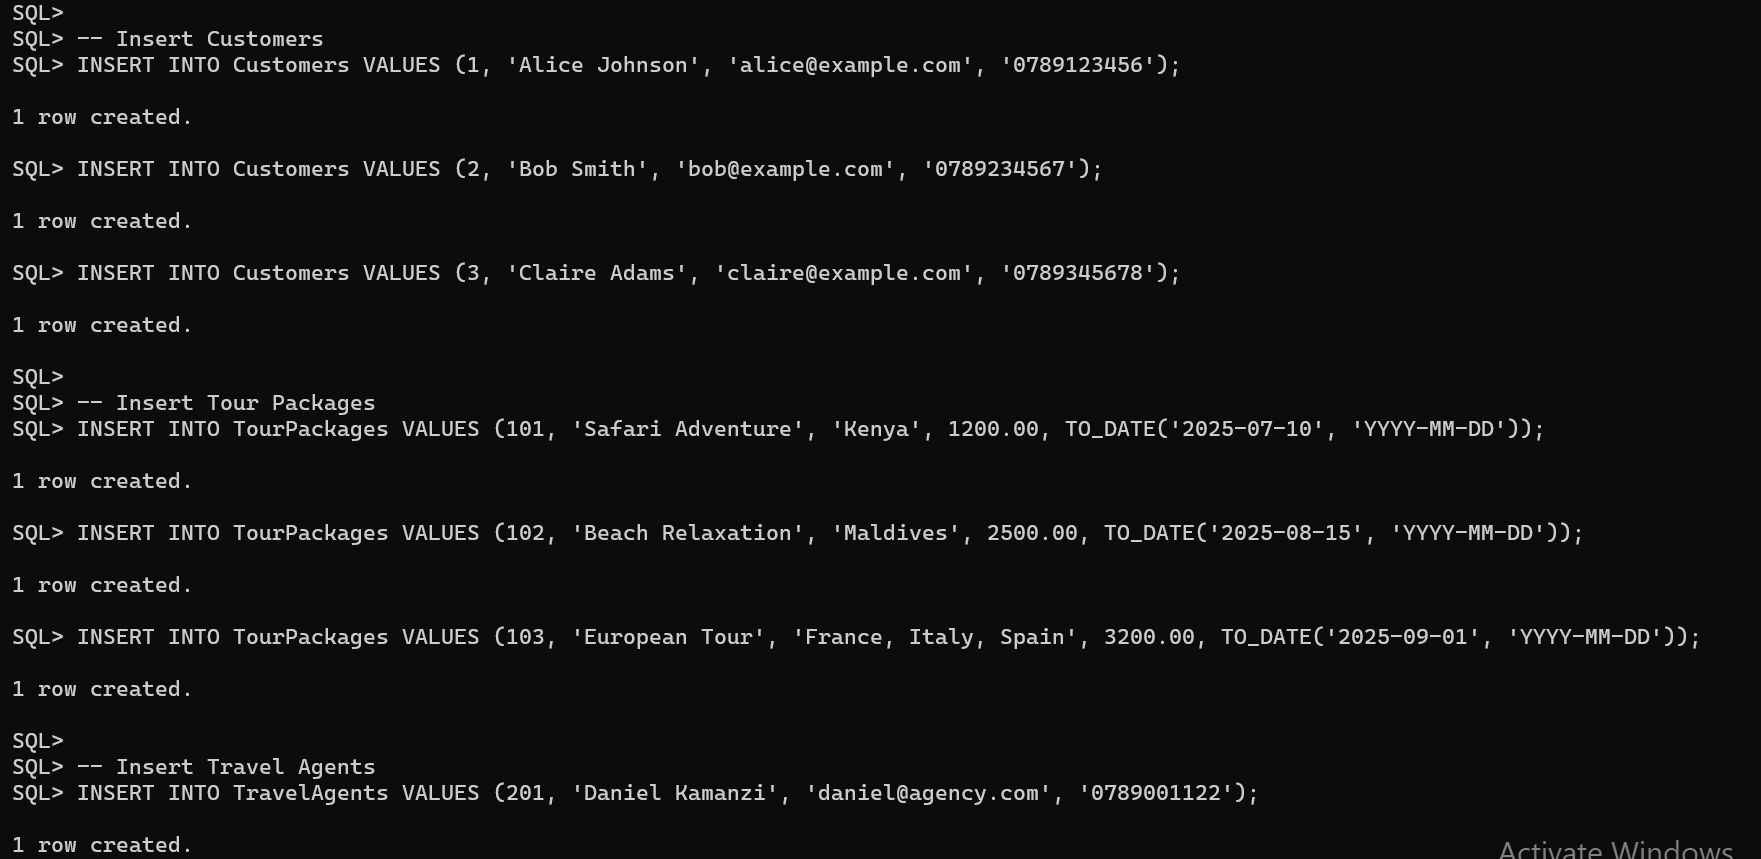 SQL>
SQL> -- Insert Customers
SQL> INSERT INTO Customers VALUES (1, 'Alice Johnson', 'alice@example.com', '0789123456');
1 row created.
SQL> INSERT INTO Customers VALUES (2, 'Bob Smith', 'bob@example.com', '0789234567');
1 row created.
SQL> INSERT INTO Customers VALUES (3, 'Claire Adams', 'claire@example.com', '0789345678');
1 row created.
SQL>
SQL> -- Insert Tour Packages
SQL> INSERT INTO TourPackages VALUES (101, 'Safari Adventure', 'Kenya', 1200.00, TO_DATE('2025-07-10', 'YYYY-MM-DD'));
1 row created.
SQL> INSERT INTO TourPackages VALUES (102, 'Beach Relaxation', 'Maldives', 2500.00, TO_DATE('2025-08-15', 'YYYY-MM-DD'));
1 row created.
SQL> INSERT INTO TourPackages VALUES (103, 'European Tour', 'France, Italy, Spain', 3200.00, TO_DATE('2025-09-01', 'YYYY-MM-DD'));
1 row created.
SQL>
SQL> -- Insert Travel Agents
SQL> INSERT INTO TravelAgents VALUES (201, 'Daniel Kamanzi', 'daniel@agency.com', '0789001122');
1 row created.
Activate Windows